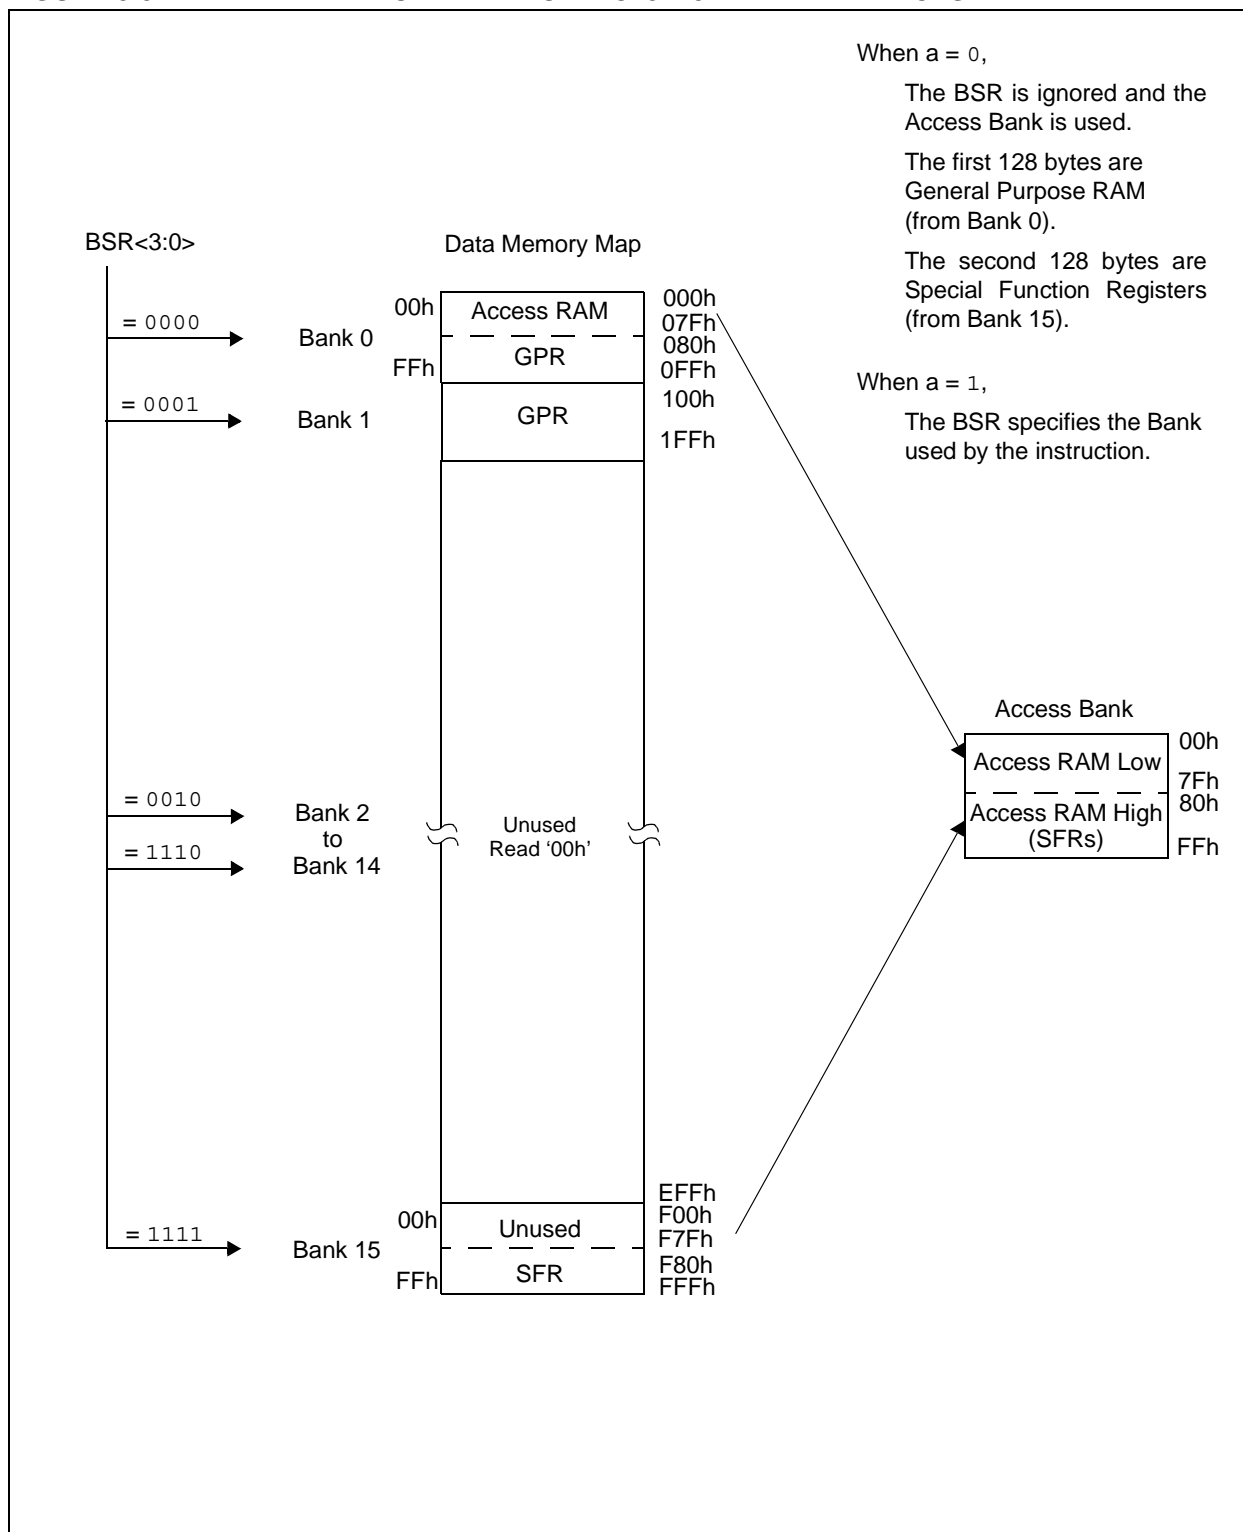 When a = 0,
The BSR is ignored and the
Access Bank is used.
The first 128 bytes are
General Purpose RAM
(from Bank 0).
The second 128 bytes are
Special Function Registers
(from Bank 15).
When a = 1,
The BSR specifies the Bank
used by the instruction.
BSR<3:0>
= 0000
= 0001
= 0010
= 1110
= 1111
Bank 0
Bank 1
Bank 2
to
Bank 14
Bank 15
Data Memory Map
00h
FFh
Access RAM
GPR
000h
07Fh
080h
0FFh
GPR
100h
1FFh
Unused
Read ‘00h’
00h
FFh
Unused
SFR
EFFh
F00h
F7Fh
F80h
FFFh
Access Bank
Access RAM Low
Access RAM High
(SFRs)
00h
7Fh
80h
FFh